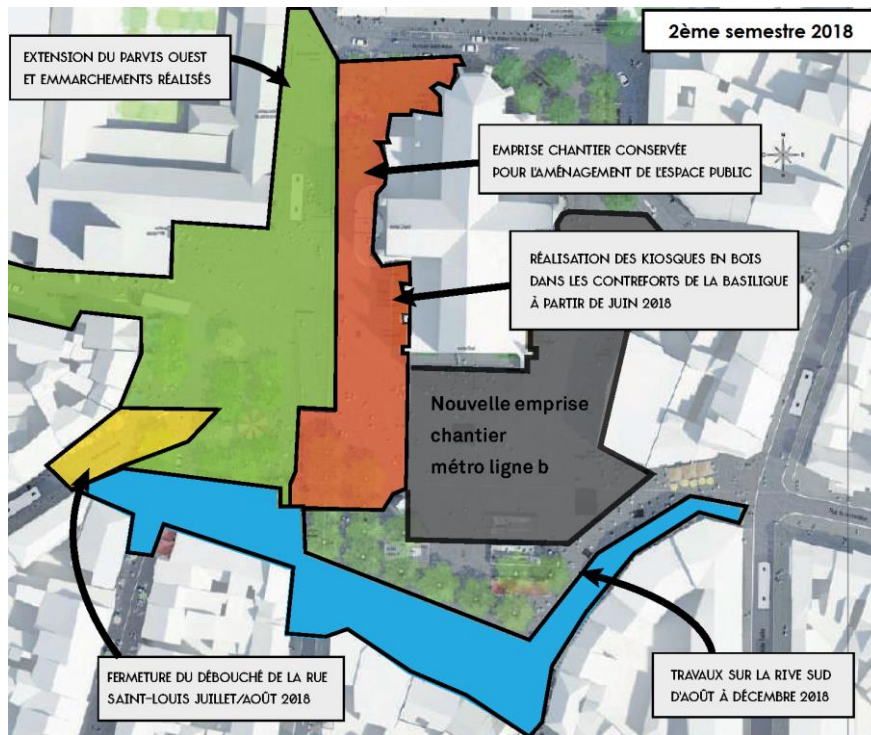 2ème semestre 2018
EXTENSION DU PARVIS OUEST
ET EMMARCHEMENTS RÉALISÉS
EMPRISE CHANTIER CONSERVÉE
POUR L'AMÉNAGEMENT DE L'ESPACE PUBLIC
RÉALISATION DES KIOSQUES EN BOIS
DANS LES CONTREFORTS DE LA BASILIQUE
À PARTIR DE JUIN 2018
Nouvelle emprise
chantier
métro ligne b
FERMETURE DU DÉBOUCHÉ DE LA RUE
SAINT-LOUIS JUILLET/AOÛT 2018
TRAVAUX SUR LA RIVE SUD
D'AOÛT À DÉCEMBRE 2018